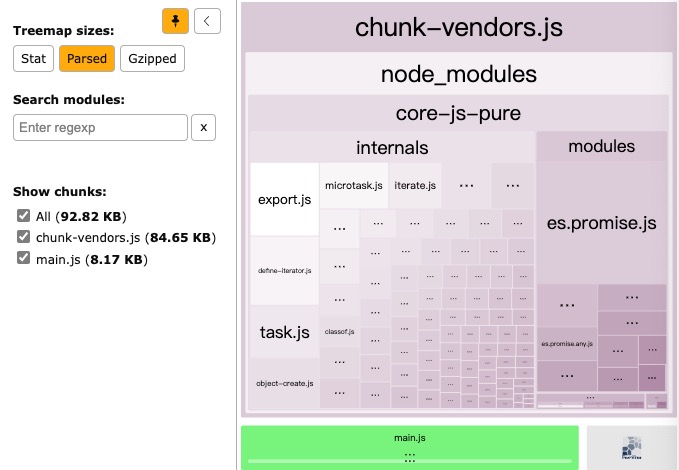 Treemap sizes:
Stat
Parsed
Gzipped
Search modules:
Enter regexp
x
Show chunks:
All (92.82 KB)
chunk-vendors.js (84.65 KB)
main.js (8.17 KB)
chunk-vendors.js
node_modules
core-js-pure
internals
modules
export.js
microtask.js
iterate.js
define-iterator.js
task.js
classof.js
object-create.js
es.promise.js
es.promise.any.js
main.js